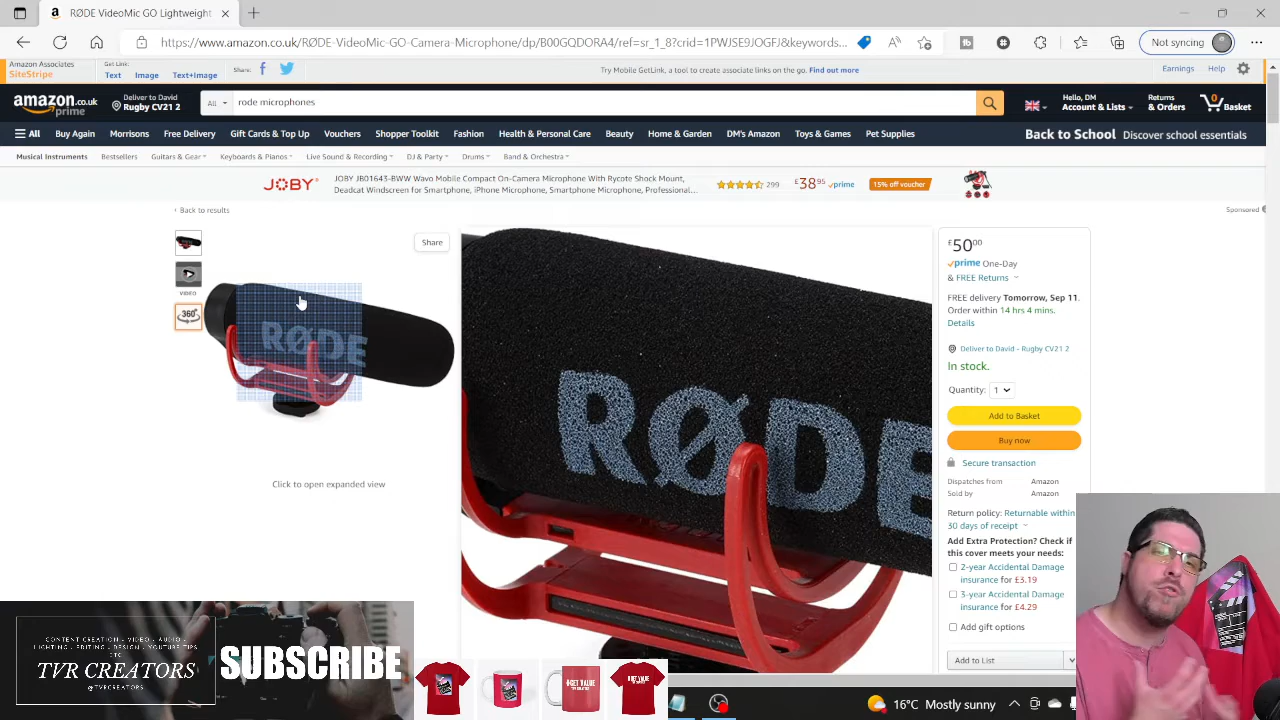 RØDE VideoMic GO Lightweight
https://www.amazon.co.uk/RØDE-VideoMic-GO-Camera-Microphone/dp/B00GQDORA4/ref=sr_1_8?crid=1PWJSE9JOGFJ&keywords...
Not syncing
Amazon Associates
SiteStripe
Get Link:
Text Image Text+Image
Share:
Try Mobile GetLink, a tool to create associate links on the go. Find out more
Earnings Help
amazon.co.uk
prime
Deliver to David
Rugby CV21 2
All
rode microphones
Hello, DM
Account & Lists
Returns
& Orders
0
Basket
All Buy Again Morrisons Free Delivery Gift Cards & Top Up Vouchers Shopper Toolkit Fashion Health & Personal Care Beauty Home & Garden DM's Amazon Toys & Games Pet Supplies
Back to School Discover essentials
Musical Instruments Bestsellers Guitars & Gear Keyboards & Pianos Live Sound & Recording DJ & Party Drums Band & Orchestra
JOBY
JOBY JB01643-BWW Wavo Mobile Compact On-Camera Microphone With Rycote Shock Mount,
Deadcat Windscreen for Smartphone, iPhone Microphone, Smartphone Microphone, Professional...
299
£38.95 prime
15% off voucher
‹ Back to results
Sponsored
Share
VIDEO
360°
RØDE
Click to open expanded view
RØDE
£50.00
prime One-Day
& FREE Returns
FREE delivery Tomorrow, Sep 11.
Order within 14 hrs 4 mins.
Details
Deliver to David - Rugby CV21 2
In stock.
Quantity: 1
Add to Basket
Buy now
Secure transaction
Dispatches from Amazon
Sold by Amazon
Return policy: Returnable within
30 days of receipt
Add Extra Protection? Check if
this cover meets your needs:
2-year Accidental Damage
insurance for £3.19
3-year Accidental Damage
insurance for £4.29
Add gift options
Add to List
CONTENT CREATION - VIDEO - AUDIO -
LIGHTING - EDITING - DESIGN - YOUTUBE TIPS
TVR CREATORS
@TVRCREATORS
SUBSCRIBE
16°C Mostly sunny